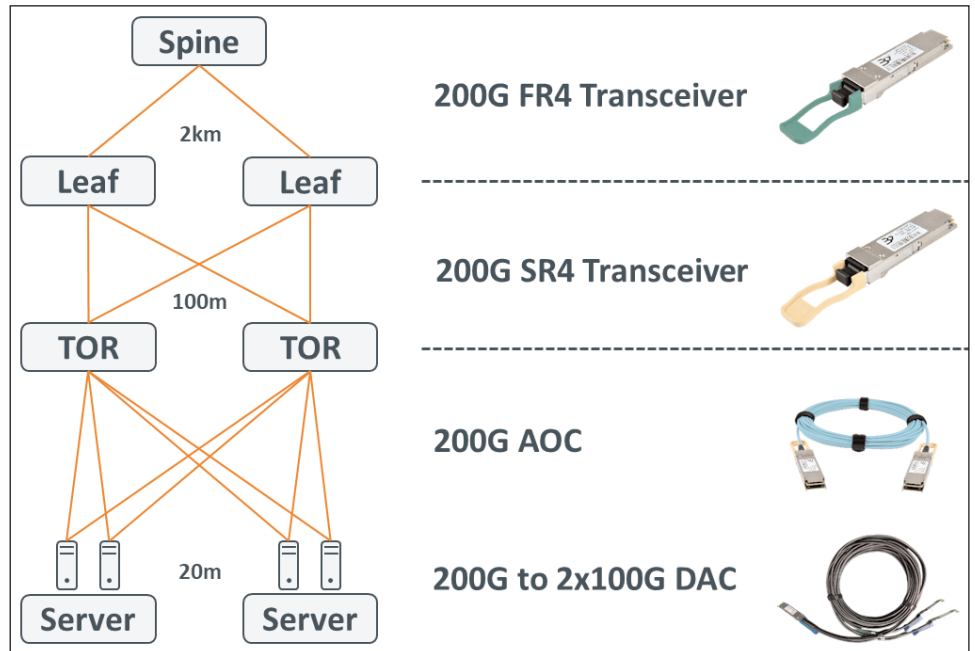 Spine
200G FR4 Transceiver
2km
Leaf Leaf
200G SR4 Transceiver
100m
TOR TOR
200G AOC
20m
200G to 2x100G DAC
Server Server